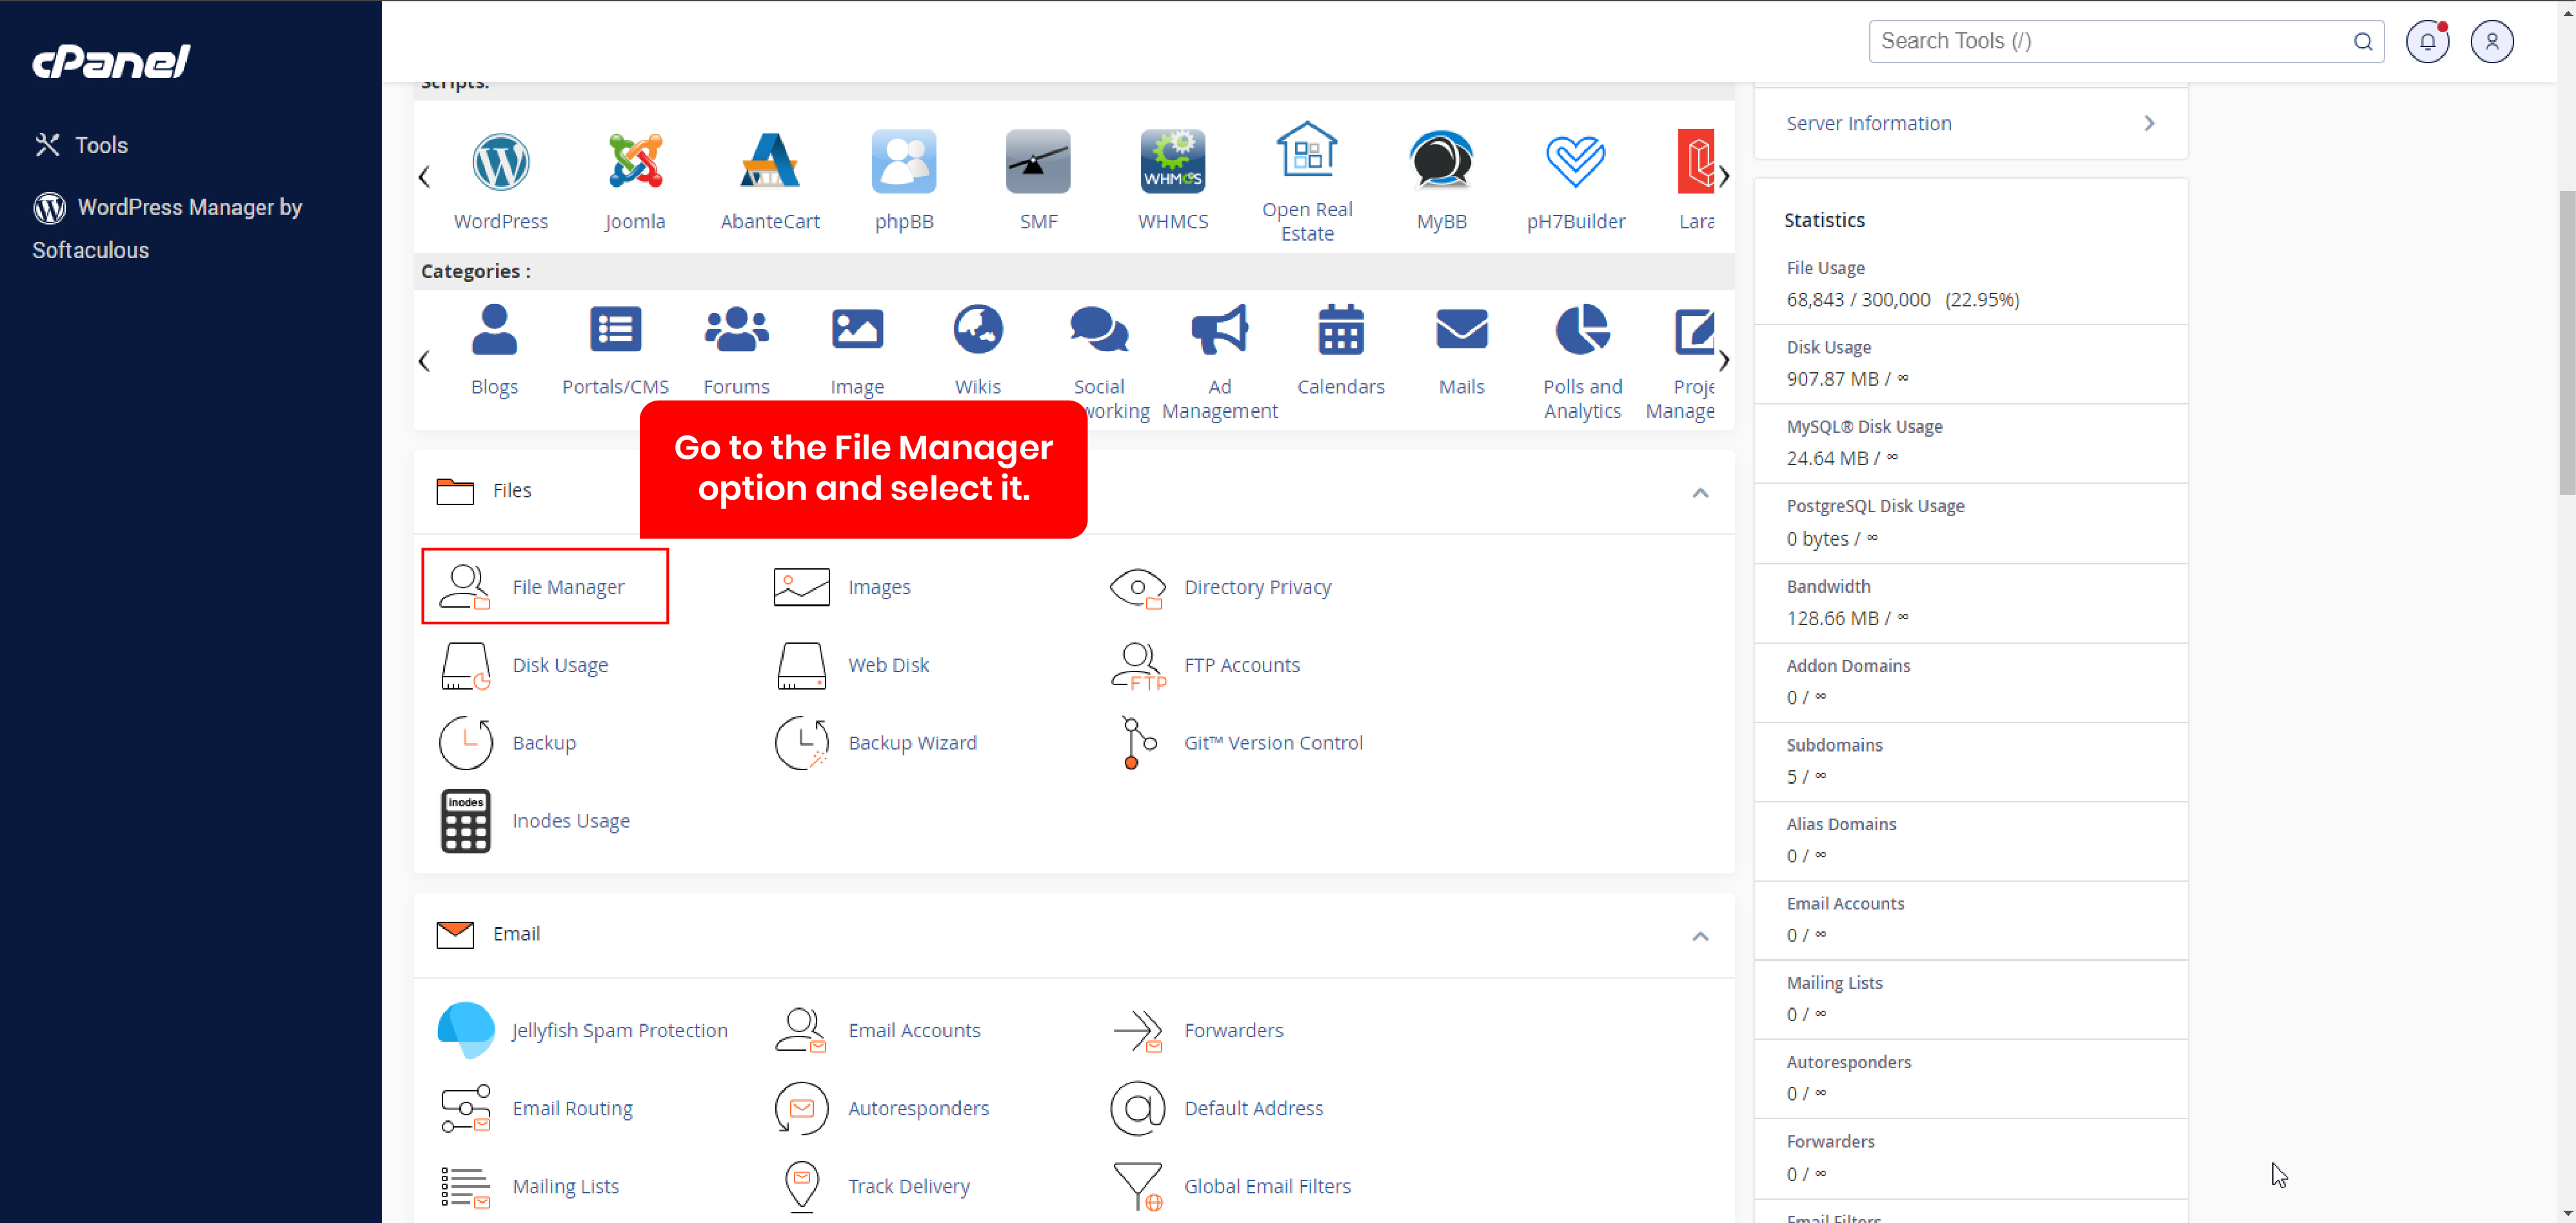 cPanel
Search Tools (/)
Tools
WordPress Manager by
Softaculous
Scripts:
WordPress
Joomla
AbanteCart
phpBB
SMF
WHMCS
WHMCS
Open Real
Estate
MyBB
pH7Builder
Lara
Categories :
Blogs
Portals/CMS
Forums
Image
Wikis
Social
working
Ad
Management
Calendars
Mails
Polls and
Analytics
Proje
Manage
Go to the File Manager
option and select it.
Files
File Manager
Images
Directory Privacy
Disk Usage
Web Disk
FTP
FTP Accounts
Backup
Backup Wizard
Git™ Version Control
inodes
Inodes Usage
Email
Jellyfish Spam Protection
Email Accounts
Forwarders
Email Routing
Autoresponders
Default Address
Mailing Lists
Track Delivery
Global Email Filters
Server Information
Statistics
File Usage
68,843 / 300,000 (22.95%)
Disk Usage
907.87 MB / ∞
MySQL® Disk Usage
24.64 MB / ∞
PostgreSQL Disk Usage
0 bytes / ∞
Bandwidth
128.66 MB / ∞
Addon Domains
0 / ∞
Subdomains
5 / ∞
Alias Domains
0 / ∞
Email Accounts
0 / ∞
Mailing Lists
0 / ∞
Autoresponders
0 / ∞
Forwarders
0 / ∞
Email Filters